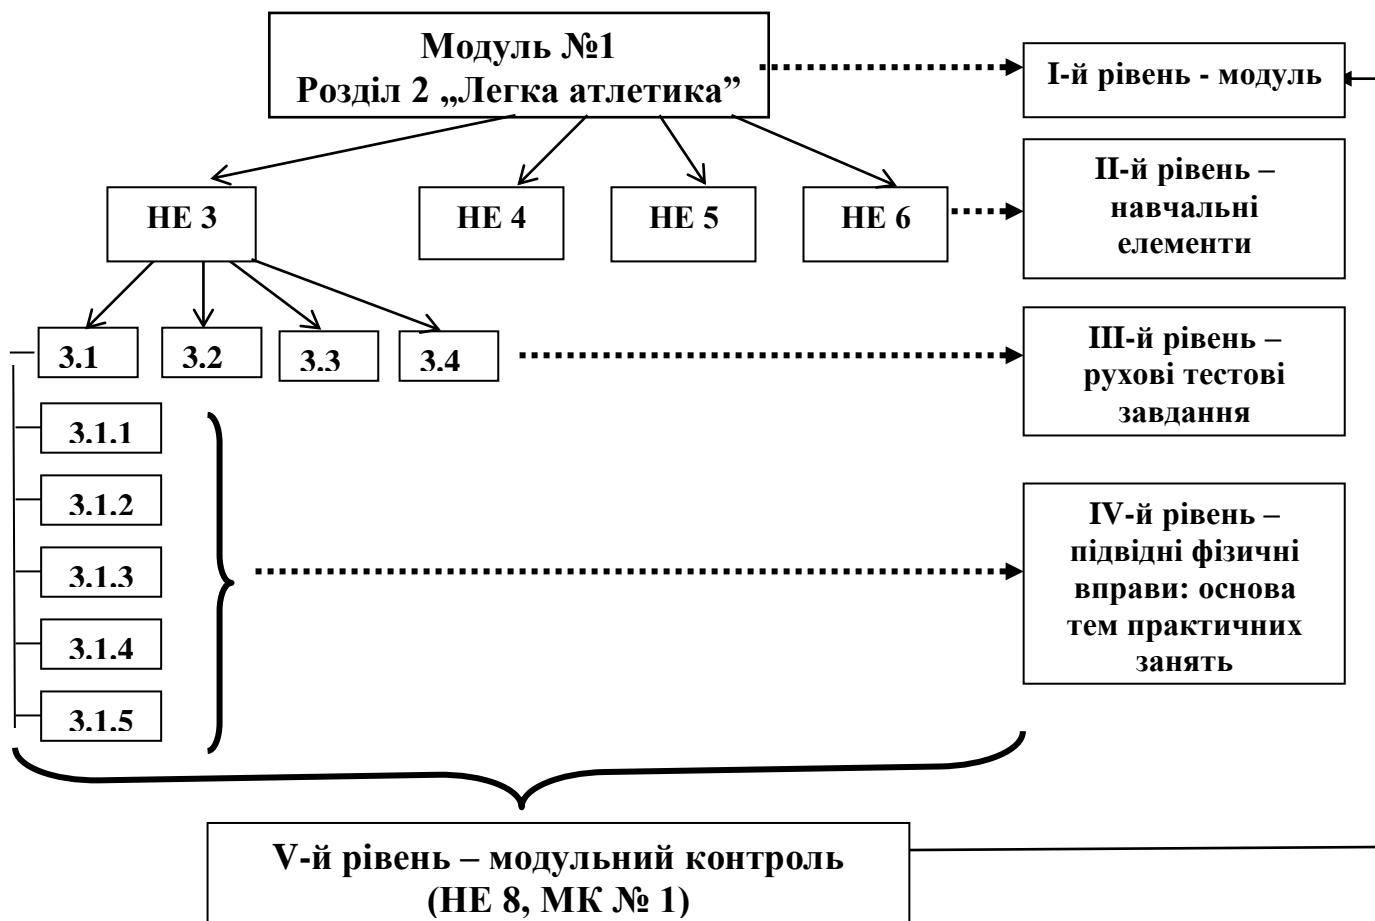 Модуль №1
Розділ 2 „Легка атлетика”
І-й рівень - модуль
ІІ-й рівень –
навчальні
елементи
НЕ 3
НЕ 4
НЕ 5
НЕ 6
3.1
3.2
3.3
3.4
ІІІ-й рівень –
рухові тестові
завдання
3.1.1
3.1.2
3.1.3
3.1.4
3.1.5
ІV-й рівень –
підвідні фізичні
вправи: основа
тем практичних
занять
V-й рівень – модульний контроль
(НЕ 8, МК № 1)